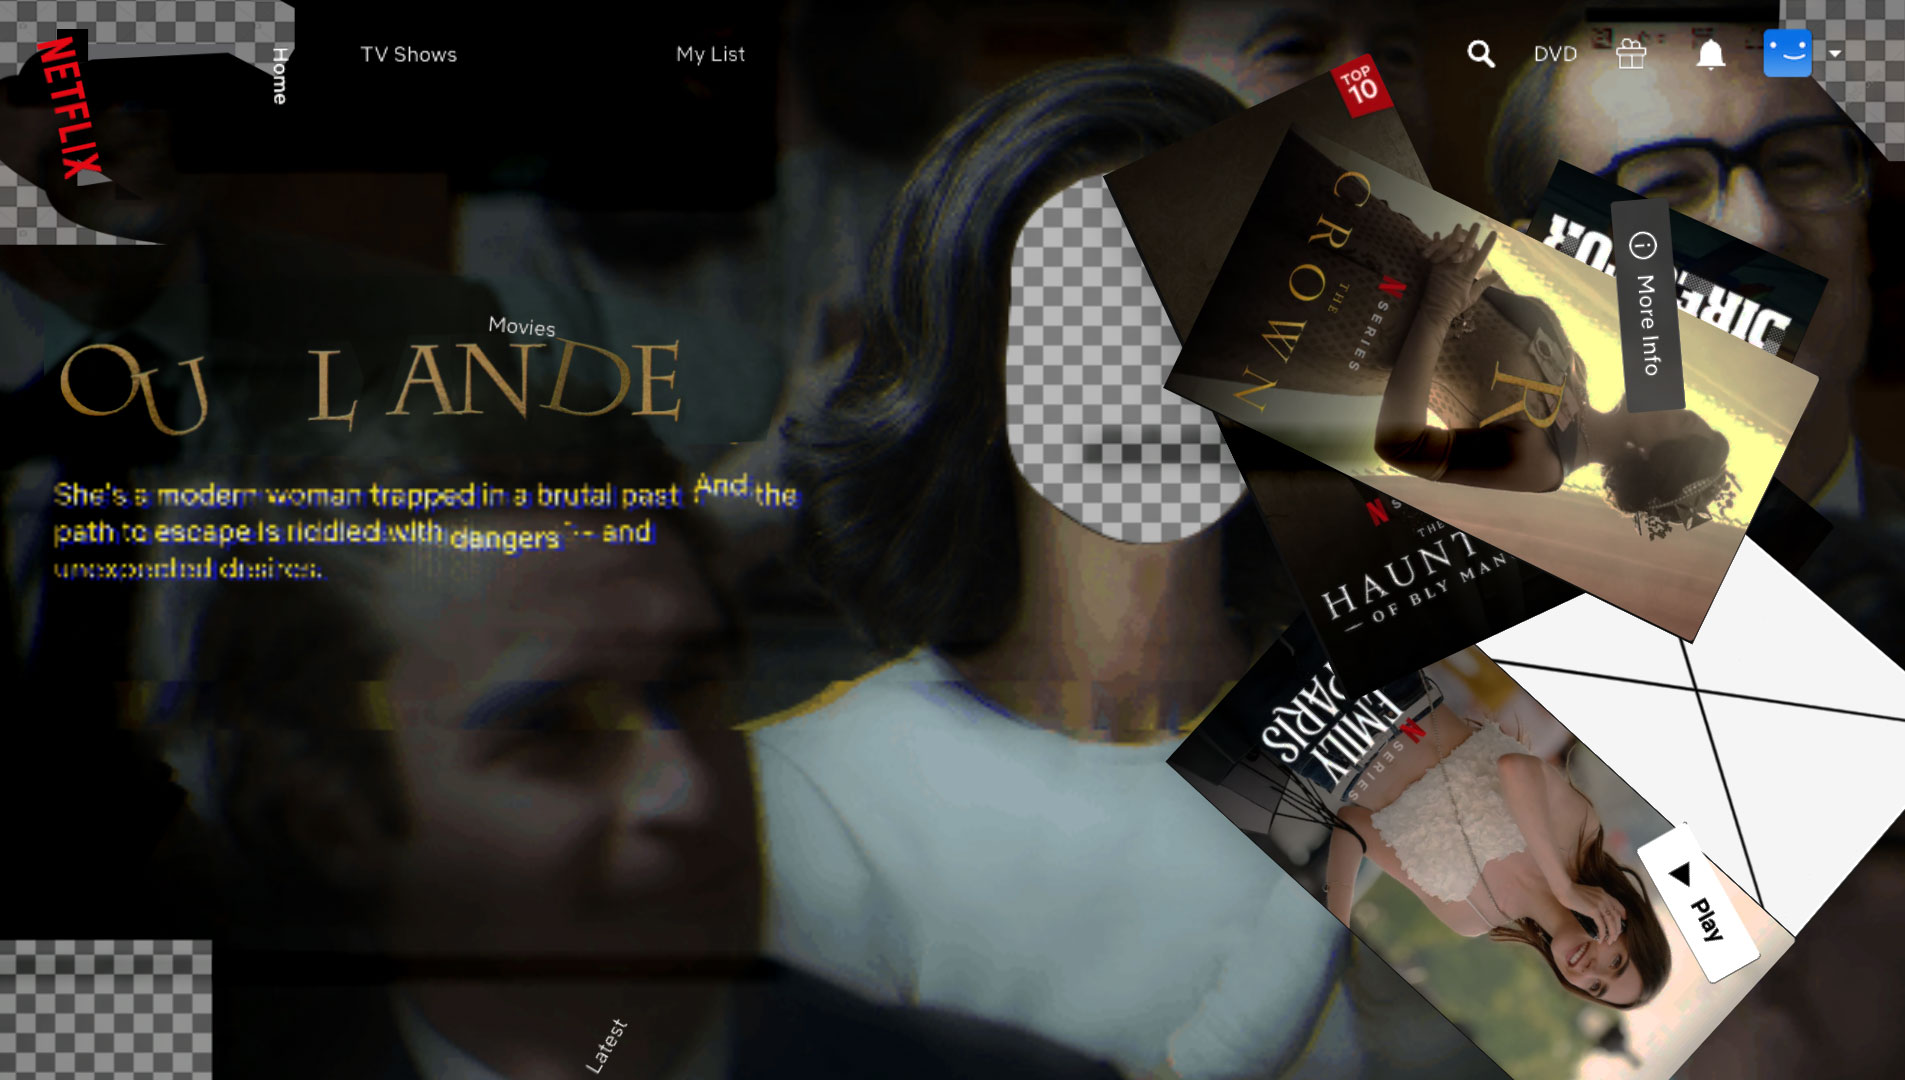 NETFLIX
Home
TV Shows
My List
DVD
TOP
10
Movies
OU L ANDE
R
She's a modern woman trapped in a brutal past And the
path to escape is riddled with dangers -- and
unexpected desires.
THE
CROWN
N SERIES
More Info
N S
THE
HAUNT
OF BLY MAN
EMILY
PARIS
N SERIES
Play
Latest